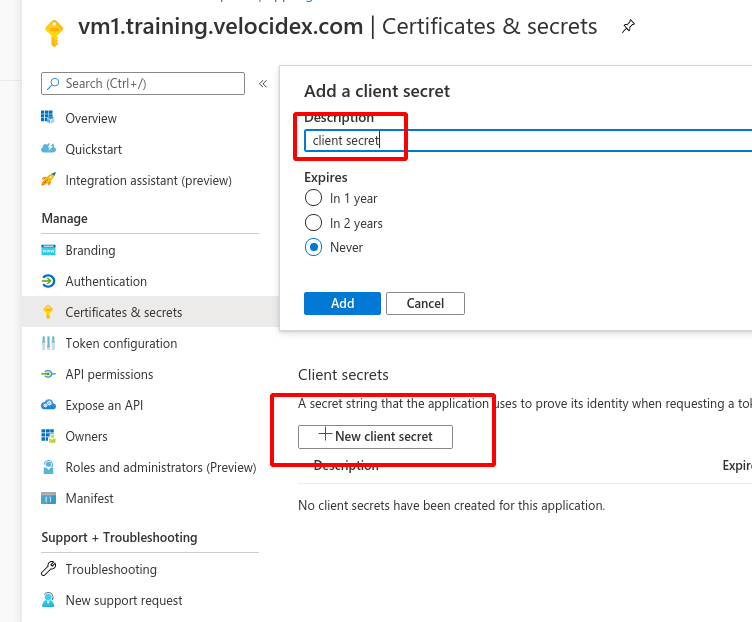 vm1.training.velocidex.com | Certificates & secrets
Search (Ctrl+/)
«
Overview
Quickstart
Integration assistant (preview)
Manage
Branding
Authentication
Certificates & secrets
Token configuration
API permissions
Expose an API
Owners
Roles and administrators (Preview)
Manifest
Support + Troubleshooting
Troubleshooting
New support request
Add a client secret
Description
client secret
Expires
In 1 year
In 2 years
Never
Add
Cancel
Client secrets
A secret string that the application uses to prove its identity when requesting a
New client secret
Description
No client secrets have been created for this application.